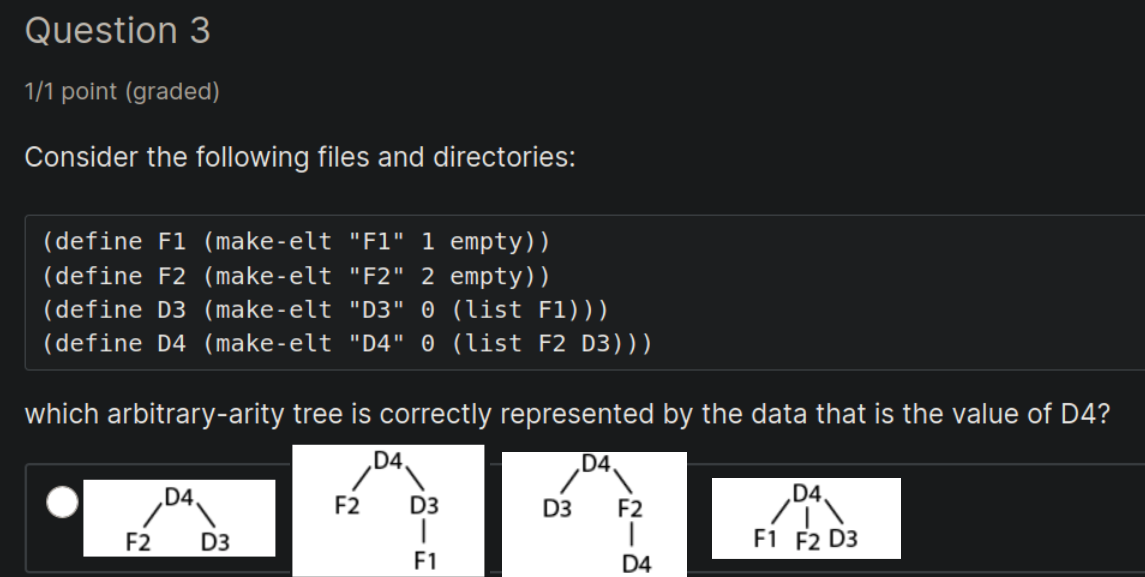 Question 3
1/1 point (graded)
Consider the following files and directories:
(define F1 (make-elt "F1" 1 empty))
(define F2 (make-elt "F2" 2 empty))
(define D3 (make-elt "D3" 0 (list F1)))
(define D4 (make-elt "D4" 0 (list F2 D3)))
which arbitrary-arity tree is correctly represented by the data that is the value of D4?
D4
F2 D3
D4
F2 D3
F1
D4
D3 F2
D4
D4
F1 F2 D3